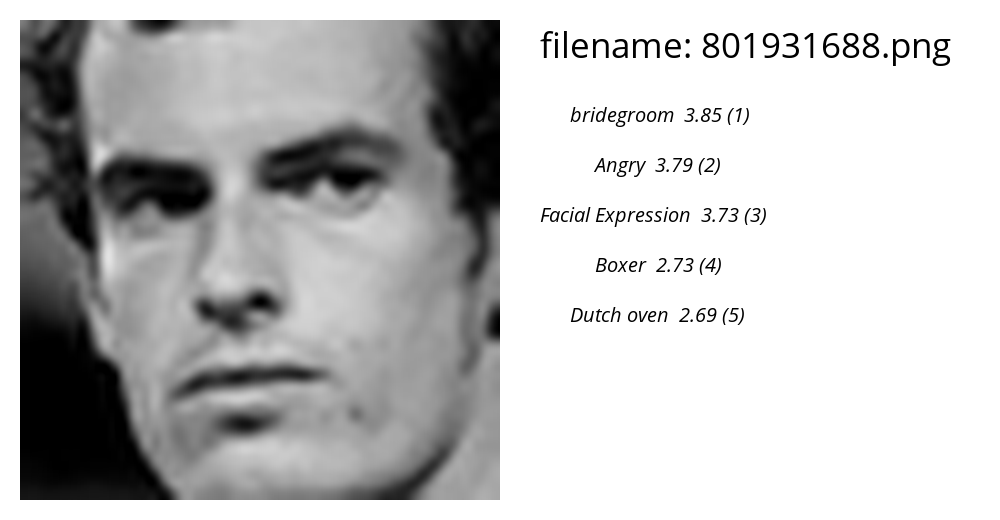 filename: 801931688.png
bridegroom 3.85 (1)
Angry 3.79 (2)
Facial Expression 3.73 (3)
Boxer 2.73 (4)
Dutch oven 2.69 (5)